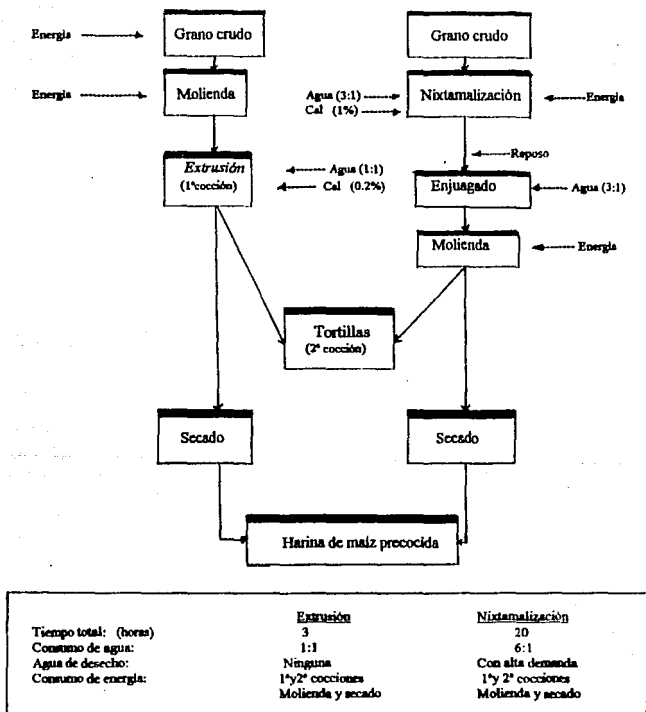 Energia
Grano crudo
Grano crudo
Energia
Molienda
Agua (3:1)
Cal (1%)
Nixtamalización
Energia
Reposo
Extrusión
(1ªcocción)
Agua (1:1)
Cal (0.2%)
Enjuagado
Agua (3:1)
Molienda
Energia
Tortillas
(2ª cocción)
Secado
Secado
Harina de maíz precocida
Extrusión Nixtamalización
Tiempo total: (horas) 3 20
Consumo de agua: 1:1 6:1
Agua de desecho: Ninguna Con alta demanda
Consumo de energia: 1ªy2ª cocciones 1ªy 2ª cocciones
Molienda y secado Molienda y secado